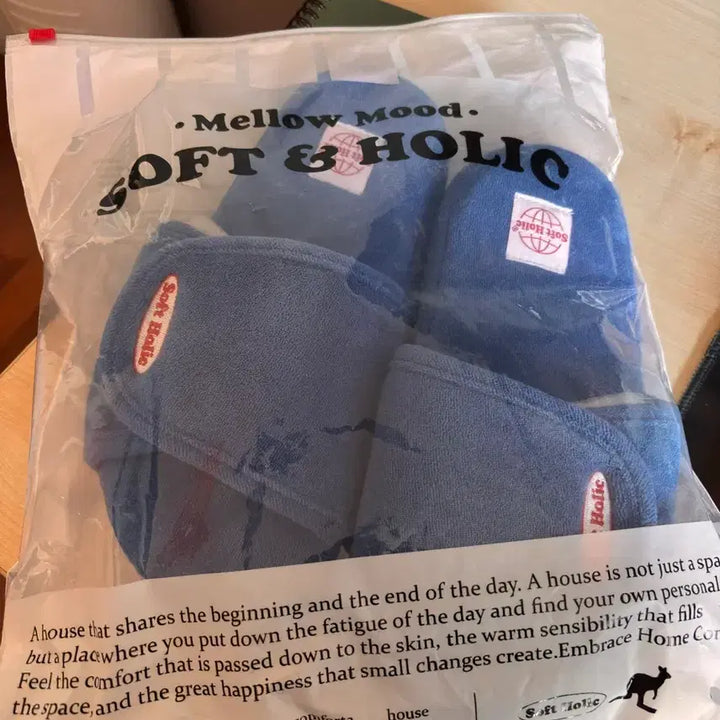 · Mellow Mood ·
SOFT & HOLIC
Soft Holic
Soft Holic
Soft Holic
Holic
A house that shares the beginning and the end of the day. A house is not just a spa
but a place where you put down the fatigue of the day and find your own personal
Feel the comfort that is passed down to the skin, the warm sensibility that fills
the space, and the great happiness that small changes create. Embrace Home Com
house
Soft Holic